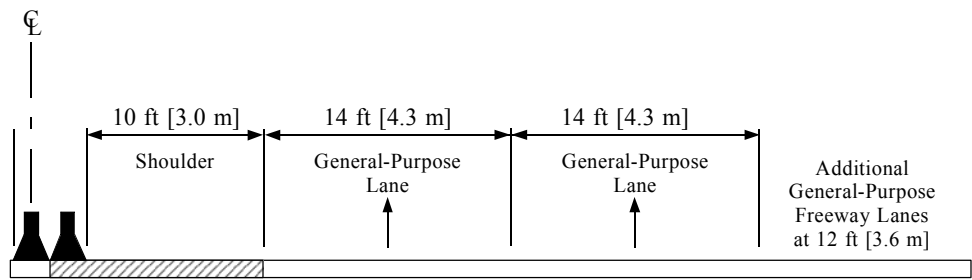 ℄
10 ft [3.0 m]
14 ft [4.3 m]
14 ft [4.3 m]
Shoulder
General-Purpose
Lane
General-Purpose
Lane
Additional
General-Purpose
Freeway Lanes
at 12 ft [3.6 m]